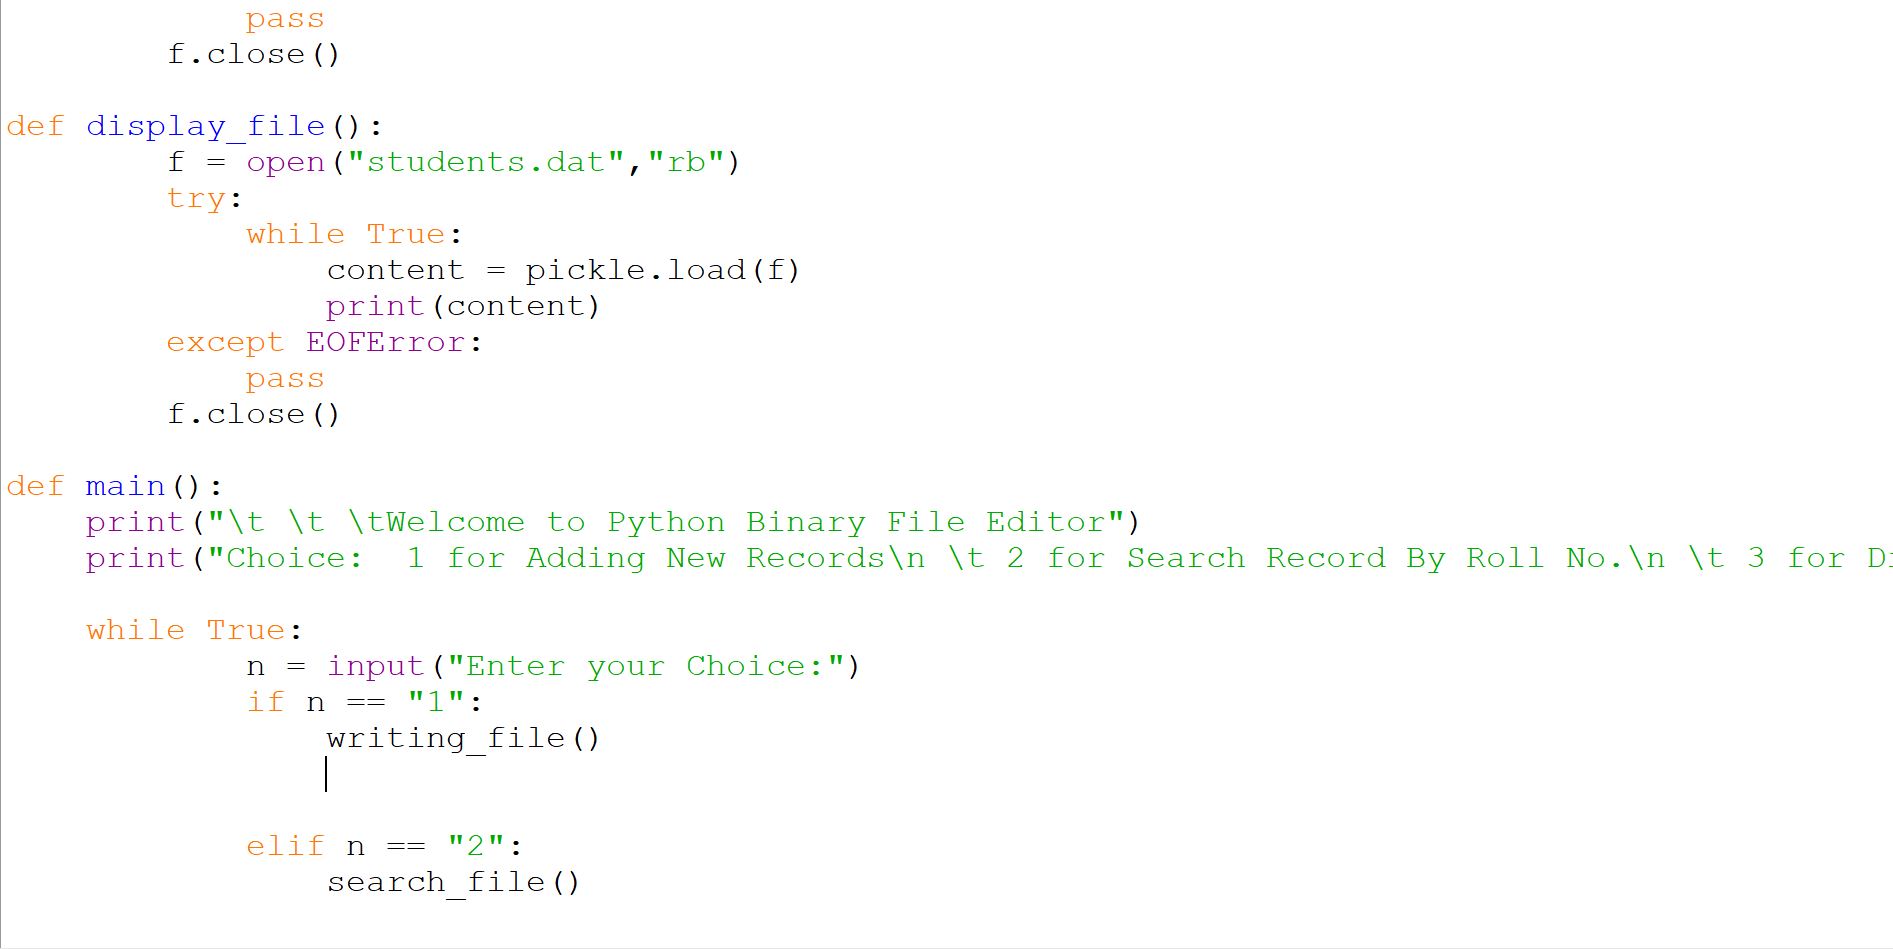 pass
f.close()
def display_file():
f = open("students.dat","rb")
try:
while True:
content = pickle.load(f)
print(content)
except EOFError:
pass
f.close()
def main():
print("\t \t \tWelcome to Python Binary File Editor")
print("Choice:  1 for Adding New Records\n \t 2 for Search Record By Roll No.\n \t 3 for
while True:
n = input("Enter your Choice:")
if n == "1":
writing_file()
elif n == "2":
search_file()